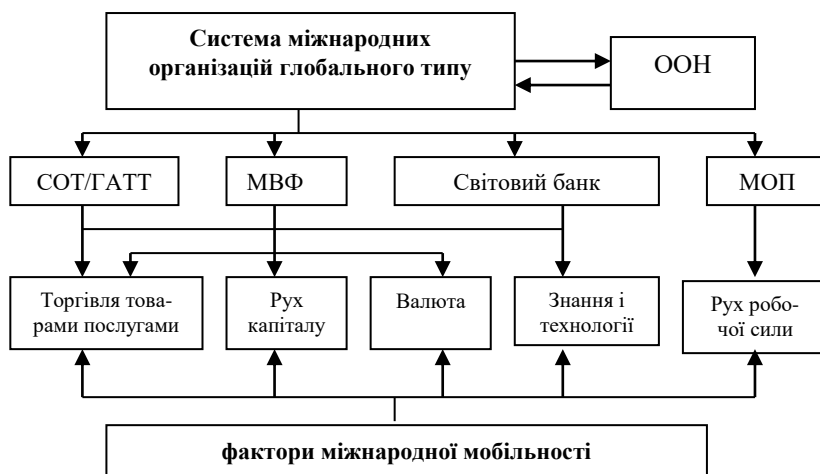 Система міжнародних
організацій глобального типу
ООН
СОТ/ГАТТ
МВФ
Світовий банк
МОП
Торгівля това-
рами послугами
Рух
капіталу
Валюта
Знання і
технології
Рух робо-
чої сили
фактори міжнародної мобільності